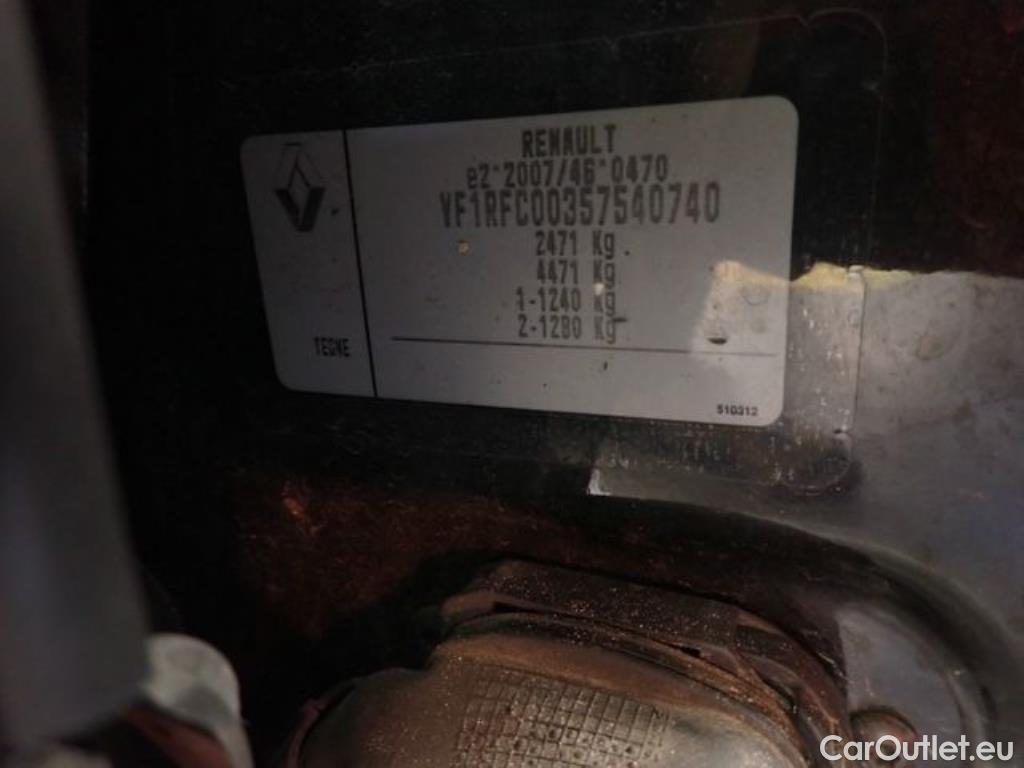 RENAULT
e2*2007/46*0470
VF1RFC00357540740
2471 Kg
4471 Kg
1-1240 Kg
2-1280 Kg
510312
CarOutlet.eu